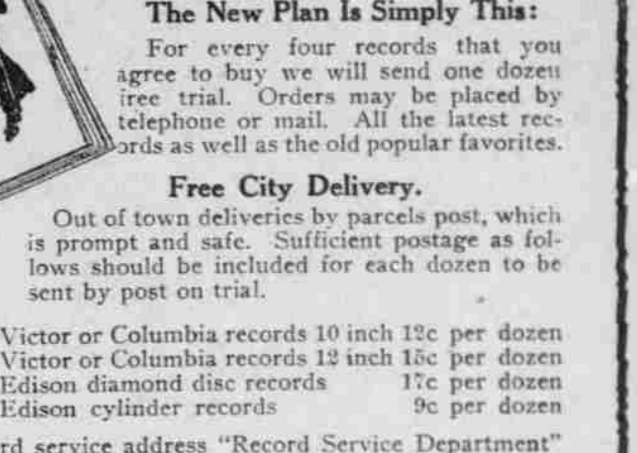 The New Plan Is Simply This:
For every four records that you
agree to buy we will send one dozen
free trial. Orders may be placed by
telephone or mail. All the latest rec-
ords as well as the old popular favorites.
Free City Delivery.
Out of town deliveries by parcels post, which
is prompt and safe. Sufficient postage as fol-
lows should be included for each dozen to be
sent by post on trial.
Victor or Columbia records 10 inch 12c per dozen
Victor or Columbia records 12 inch 15c per dozen
Edison diamond disc records 17c per dozen
Edison cylinder records 9c per dozen
rd service address "Record Service Department"